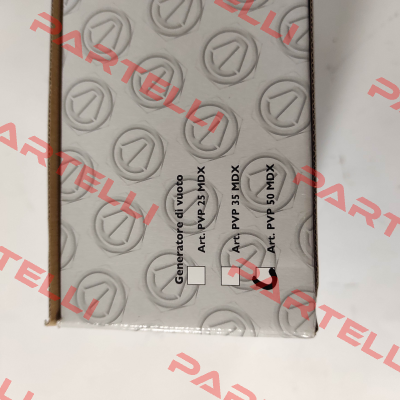 Generatore di vuoto
Art. PVP 25 MDX
Art. PVP 35 MDX
Art. PVP 50 MDX
PARTELLI
PARTELLI
PARTELLI
PARTELLI